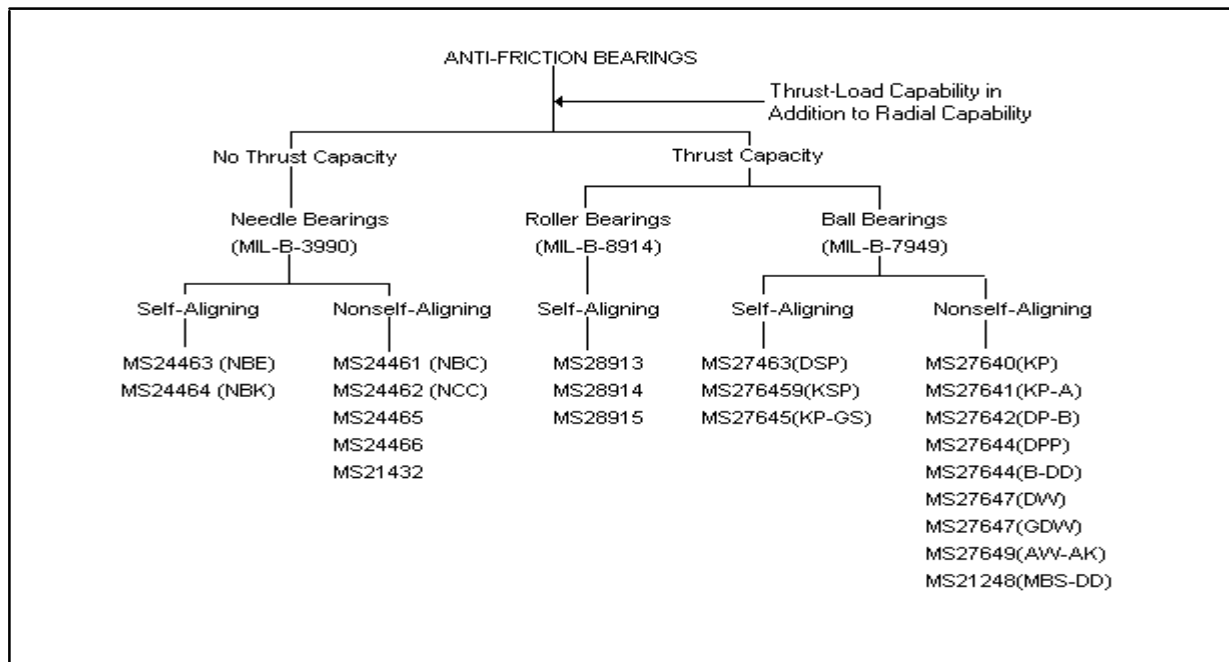 ANTI-FRICTION BEARINGS
Thrust-Load Capability in
Addition to Radial Capability
No Thrust Capacity
Thrust Capacity
Needle Bearings
(MIL-B-3990)
Roller Bearings
(MIL-B-8914)
Ball Bearings
(MIL-B-7949)
Self-Aligning
MS24463 (NBE)
MS24464 (NBK)
Nonself-Aligning
MS24461 (NBC)
MS24462 (NCC)
MS24465
MS24466
MS21432
Self-Aligning
MS28913
MS28914
MS28915
Self-Aligning
MS27463(DSP)
MS276459(KSP)
MS27645(KP-GS)
Nonself-Aligning
MS27640(KP)
MS27641(KP-A)
MS27642(DP-B)
MS27644(DPP)
MS27644(B-DD)
MS27647(DW)
MS27647(GDW)
MS27649(AW-AK)
MS21248(MBS-DD)